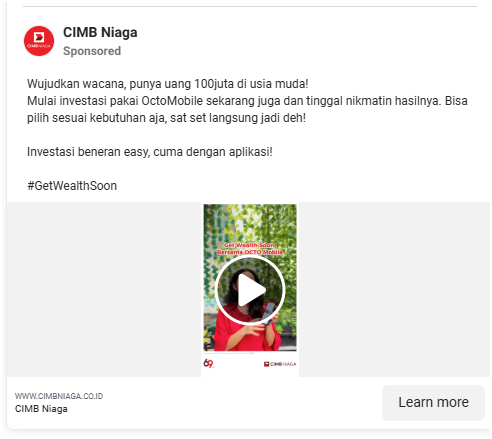 CIMB Niaga
Sponsored
CIMB NIAGA
Wujudkan wacana, punya uang 100juta di usia muda!
Mulai investasi pakai OctoMobile sekarang juga dan tinggal nikmatin hasilnya. Bisa
pilih sesuai kebutuhan aja, sat set langsung jadi deh!
Investasi beneran easy, cuma dengan aplikasi!
#GetWealthSoon
Get Wealth Soon
Bersama OCTO Mobile!
69
CIMB NIAGA
WWW.CIMBNIAGA.CO.ID
CIMB Niaga
Learn more